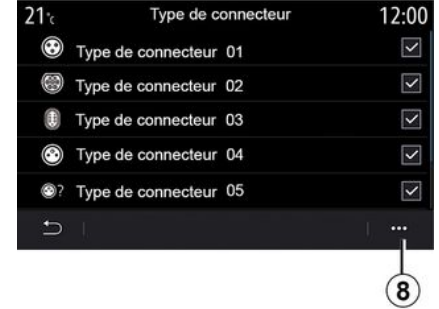 21°c Type de connecteur 12:00
Type de connecteur 01
Type de connecteur 02
Type de connecteur 03
Type de connecteur 04
? Type de connecteur 05
...
8